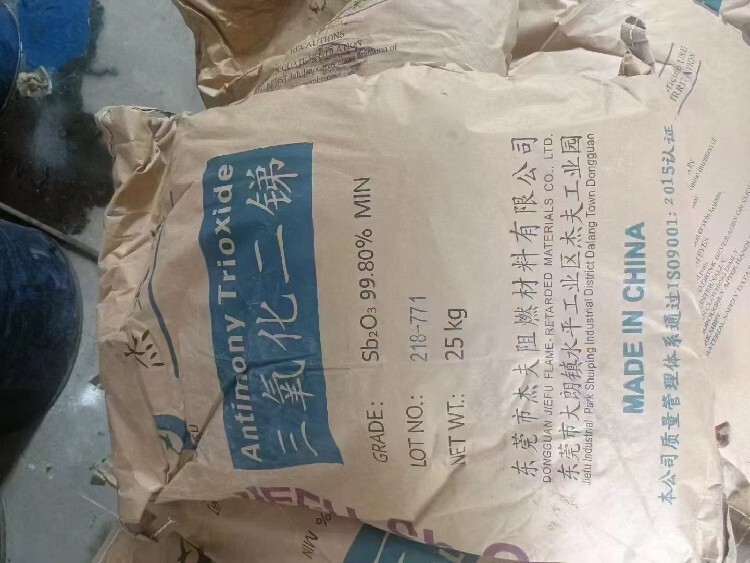 杰
Antimony Trioxide
三氧化二锑
GRADE: Sb₂O₃ 99.80% MIN
LOT NO.: 218-771
NET WT.: 25 kg
东莞市杰夫阻燃材料有限公司
DONGGUAN JIEFU FLAME-RETARDED MATERIALS CO., LTD.
东莞市大朗镇水平工业区杰夫工业园
Jiefu Industrial Park Shuiping Industrial District Dalang Town Dongguan
MADE IN CHINA
本公司质量管理体系通过ISO9001: 2015认证
% MIN